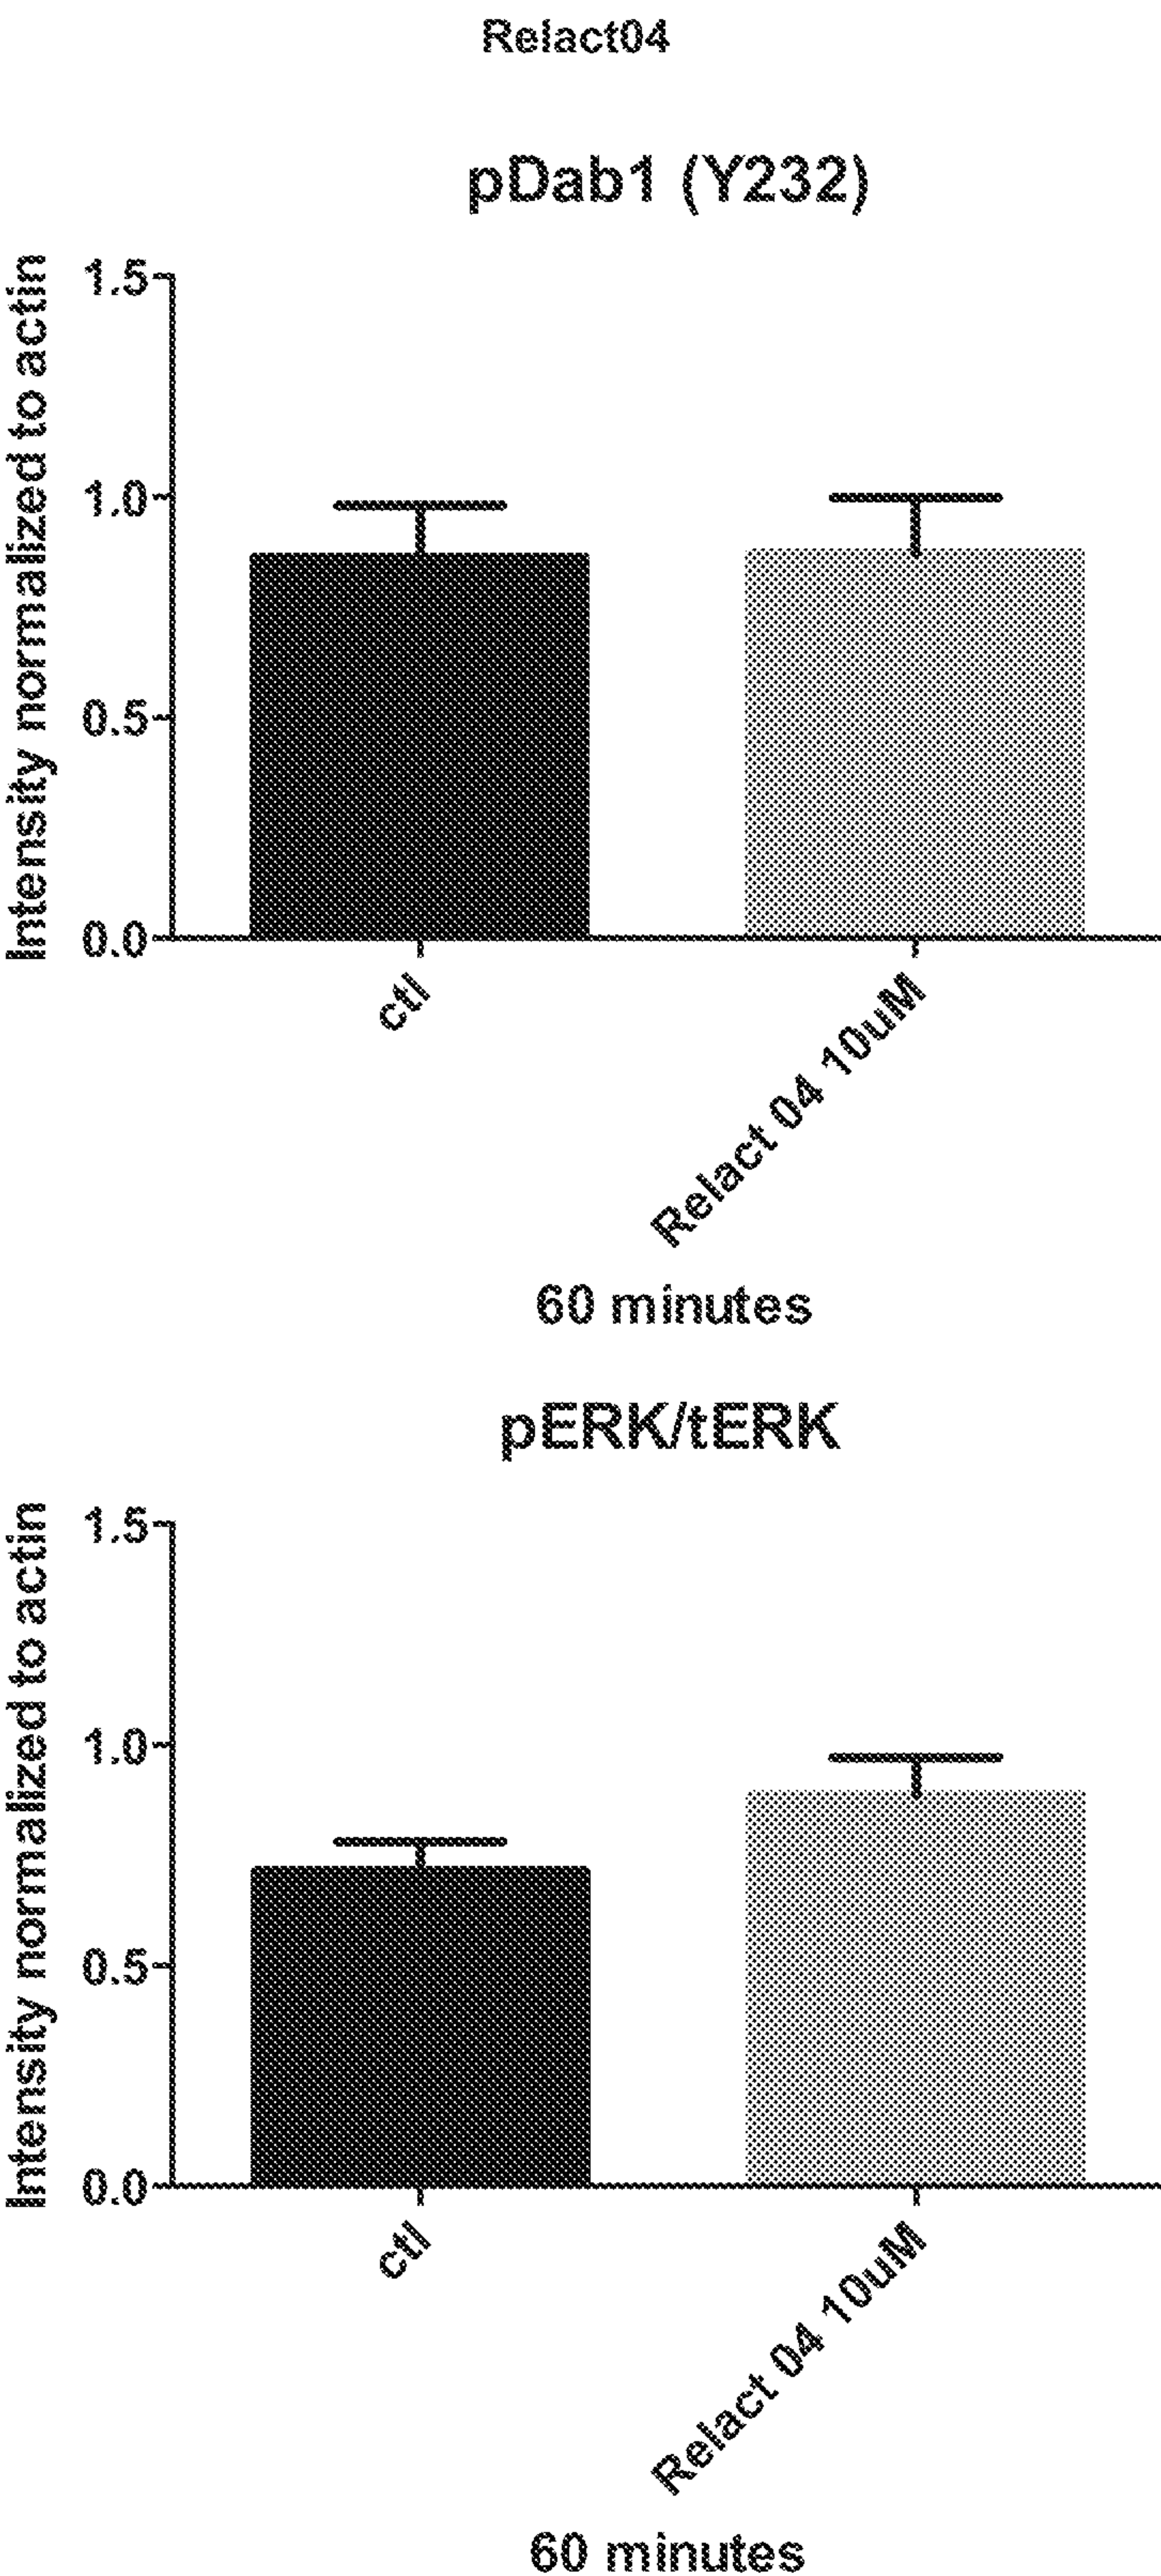 Relact04
pDab1 (Y232)
Intensity normalized to actin
1.5
1.0
0.5
0.0
ctl
Relact 04 10uM
60 minutes
pERK/tERK
Intensity normalized to actin
1.5
1.0
0.5
0.0
ctl
Relact 04 10uM
60 minutes